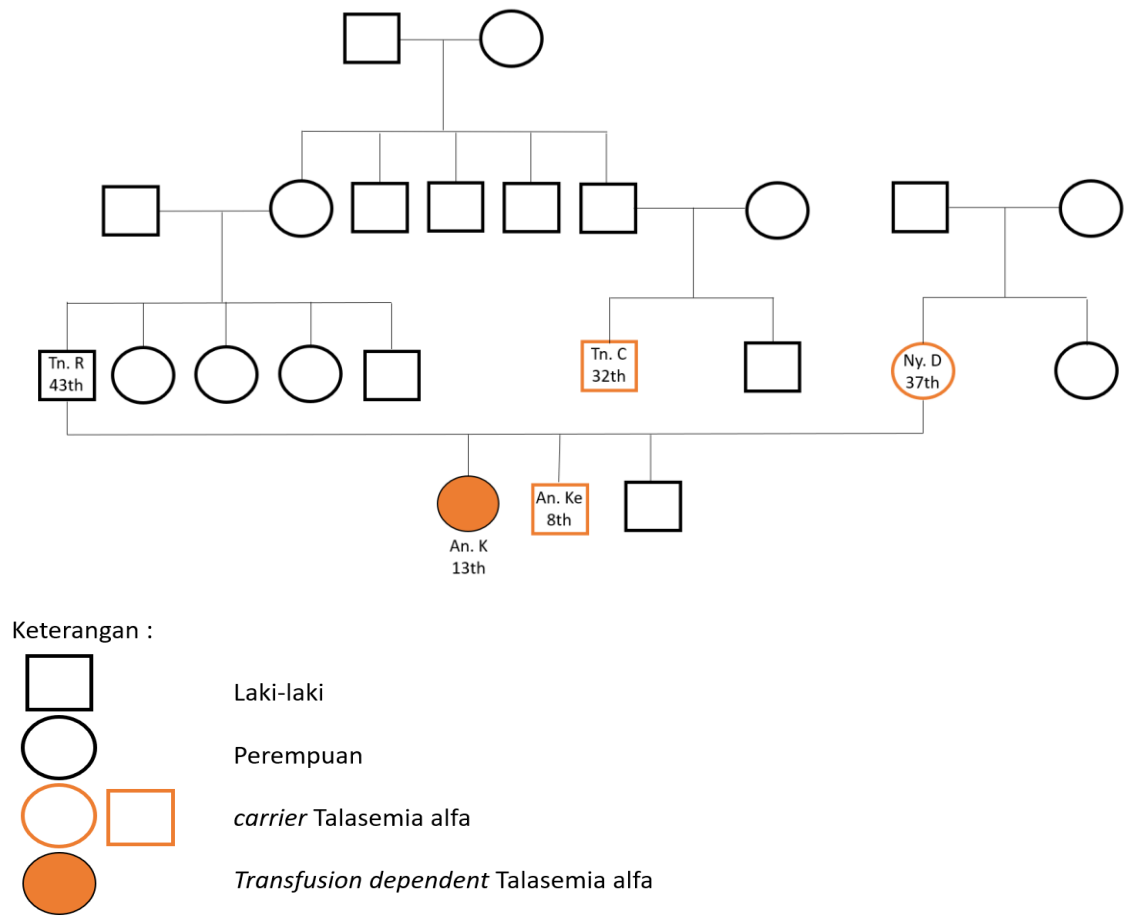 Tn. R
43th
Tn. C
32th
Ny. D
37th
An. Ke
8th
An. K
13th
Keterangan :
Laki-laki
Perempuan
carrier Talasemia alfa
Transfusion dependent Talasemia alfa